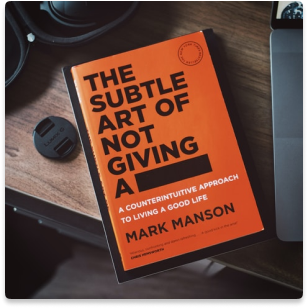 THE
SUBTLE
ART OF
NOT
GIVING
A
A COUNTERINTUITIVE APPROACH
TO LIVING A GOOD LIFE
MARK MANSON